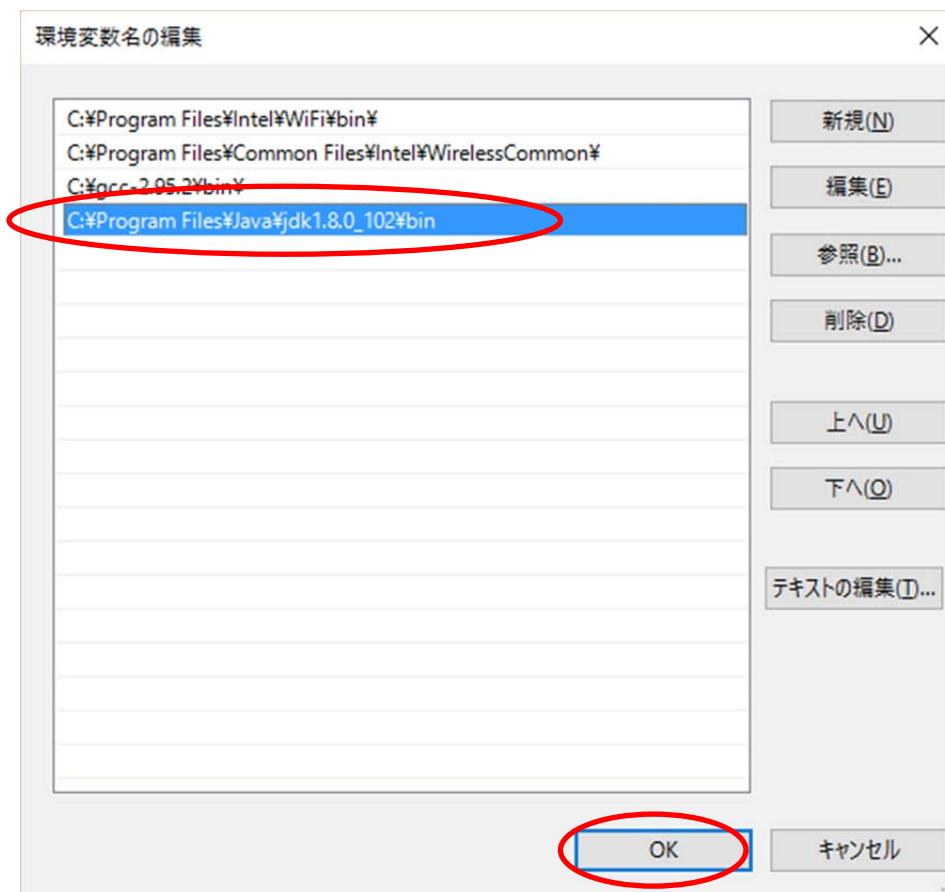 環境変数名の編集
C:¥Program Files¥Intel¥WiFi¥bin¥
C:¥Program Files¥Common Files¥Intel¥WirelessCommon¥
C:¥gcc-2.95.2¥bin¥
C:¥Program Files¥Java¥jdk1.8.0_102¥bin
新規(N)
編集(E)
参照(B)...
削除(D)
上へ(U)
下へ(O)
テキストの編集(T)...
OK
キャンセル